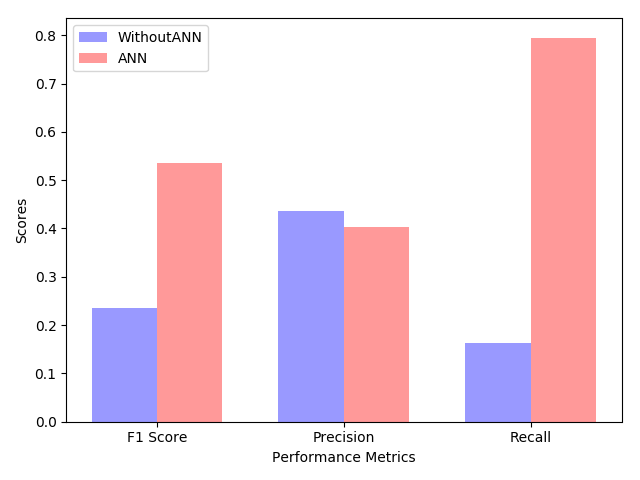 WithoutANN
ANN
0.8
0.7
0.6
0.5
0.4
0.3
0.2
0.1
0.0
Scores
F1 Score
Precision
Recall
Performance Metrics